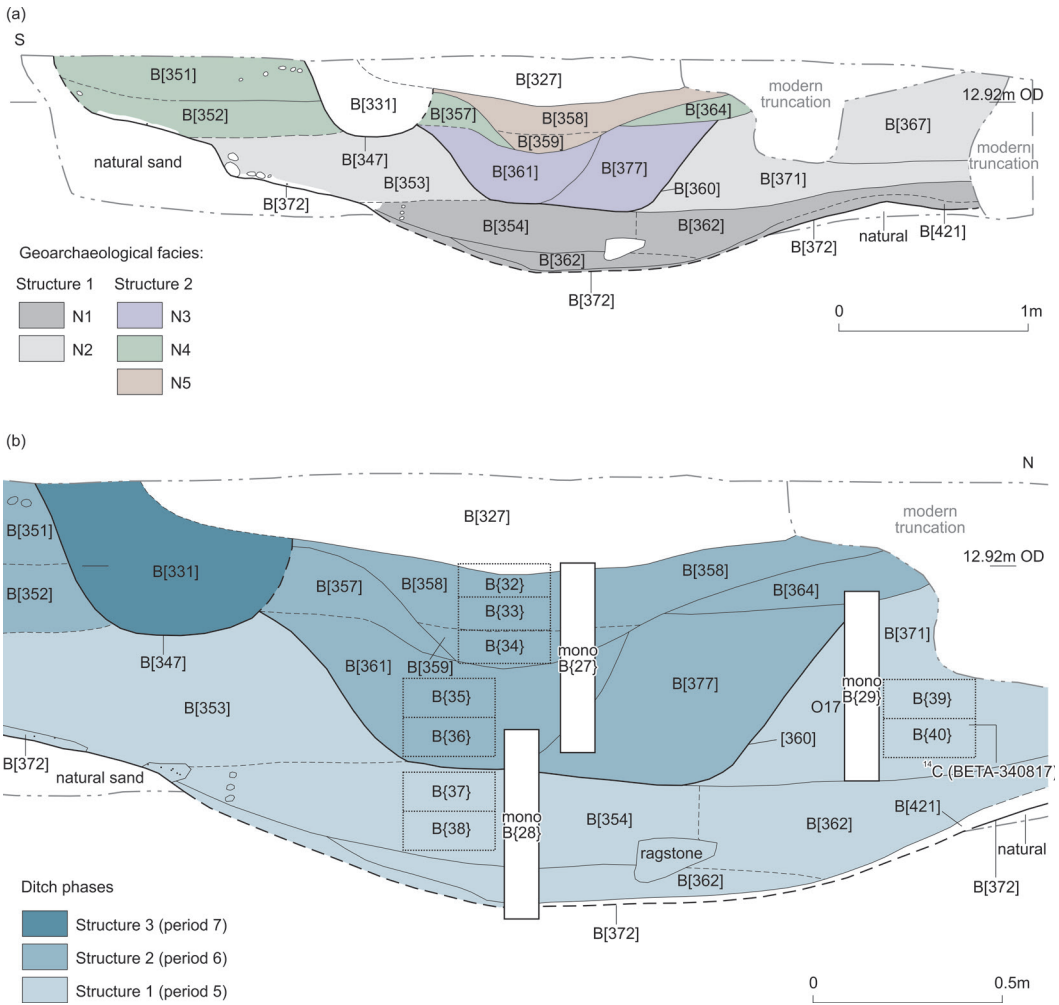 (a)
S
B[351]
B[352]
B[331]
B[327]
modern
truncation
12.92m OD
B[357]
B[358]
B[364]
B[359]
B[367]
natural sand
B[347]
B[361]
B[377]
modern
truncation
B[353]
B[360]
B[371]
B[372]
B[354]
B[362]
B[362]
B[372]
natural
B[421]
B[372]
Geoarchaeological facies:
Structure 1
Structure 2
N1
N3
N2
N4
N5
0
1m
(b)
N
B[327]
modern
truncation
B[351]
12.92m OD
B[331]
B[352]
B[357]
B[358]
B{32}
B[358]
B{33}
B[364]
B{34}
B[347]
B[361]
B[359]
mono
B{27}
B[371]
B[353]
B{35}
B[377]
mono
B{29}
B{39}
O17
B{36}
B{40}
[360]
B[372]
natural sand
14C (BETA-340817)
B{37}
B{38}
mono
B{28}
B[354]
B[362]
B[421]
ragstone
B[362]
natural
B[372]
B[372]
Ditch phases
Structure 3 (period 7)
Structure 2 (period 6)
Structure 1 (period 5)
0
0.5m